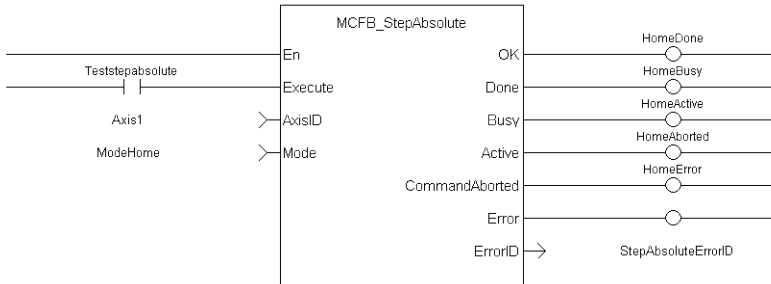 MCFB_StepAbsolute
En
OK
HomeDone
Teststepabsolute
Execute
Done
HomeBusy
Axis1
AxisID
Busy
HomeActive
ModeHome
Mode
Active
HomeAborted
CommandAborted
HomeError
Error
ErrorID
StepAbsoluteErrorID